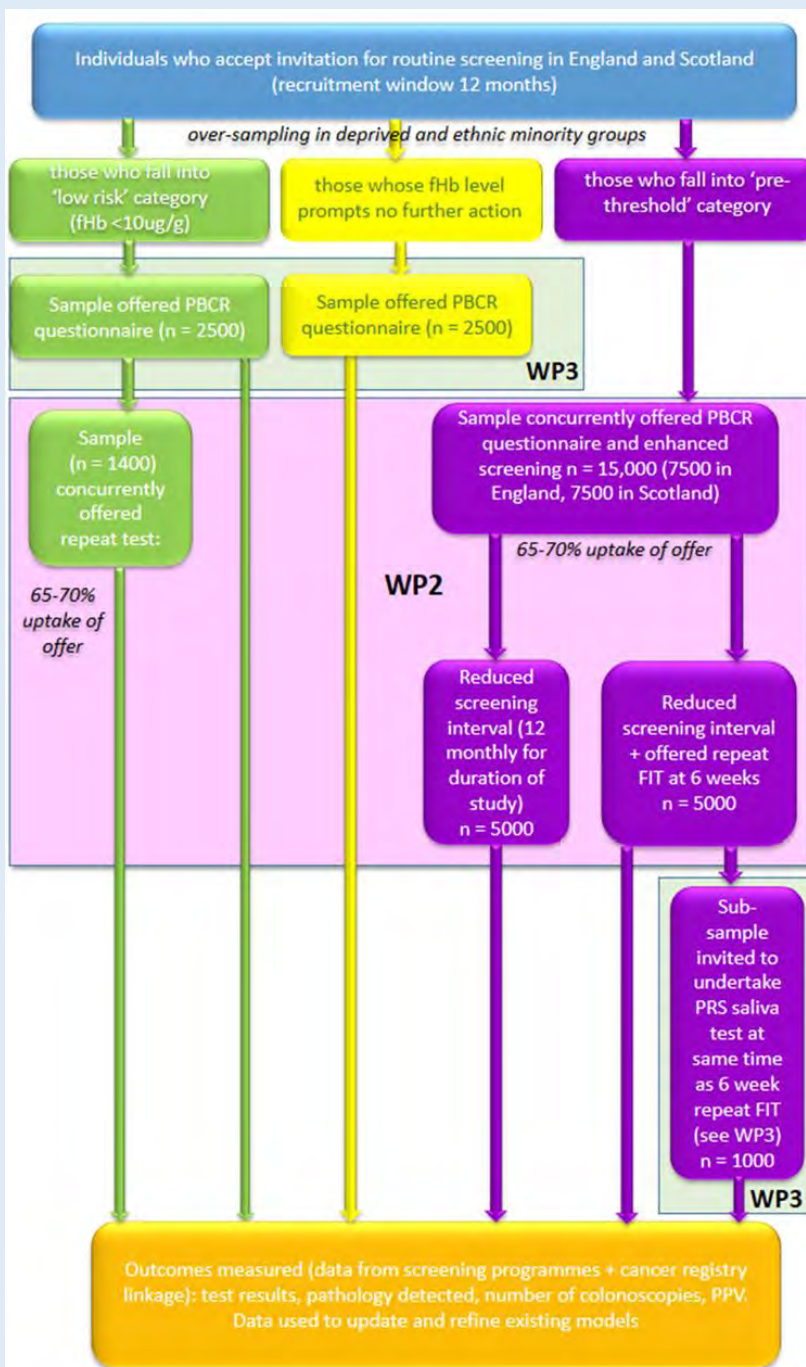 Individuals who accept invitation for routine screening in England and Scotland
(recruitment window 12 months)
over-sampling in deprived and ethnic minority groups
those who fall into
'low risk' category
(fHb <10ug/g)
those whose fHb level
prompts no further action
those who fall into 'pre-
threshold' category
Sample offered PBCR
questionnaire (n = 2500)
Sample offered PBCR
questionnaire (n = 2500)
WP3
Sample
(n = 1400)
concurrently
offered
repeat test:
Sample concurrently offered PBCR
questionnaire and enhanced
screening n = 15,000 (7500 in
England, 7500 in Scotland)
65-70%
uptake of
offer
65-70% uptake of offer
WP2
Reduced
screening
interval (12
monthly for
duration of
study)
n = 5000
Reduced
screening interval
+ offered repeat
FIT at 6 weeks
n = 5000
Sub-
sample
invited to
undertake
PRS saliva
test at
same time
as 6 week
repeat FIT
(see WP3)
n = 1000
WP3
Outcomes measured (data from screening programmes + cancer registry
linkage): test results, pathology detected, number of colonoscopies, PPV.
Data used to update and refine existing models